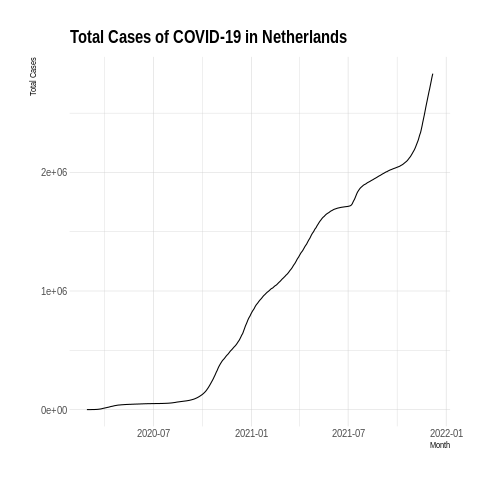 Total Cases of COVID-19 in Netherlands
Total Cases
2e+06
1e+06
0e+00
2020-07
2021-01
2021-07
2022-01
Month